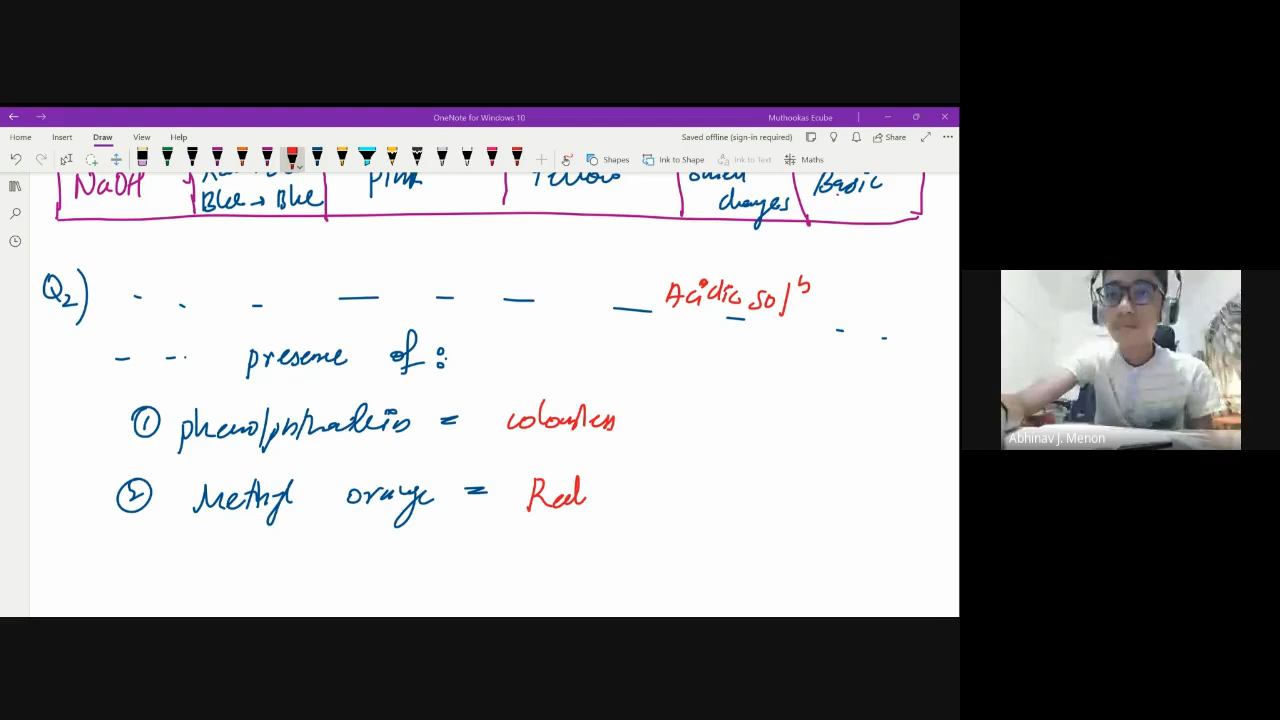 OneNote for Windows 10
Muthookas Ecube
Home Insert Draw View Help
Saved offline (sign-in required)
Share
Shapes
Ink to Shape
Ink to Text
Maths
NaOH
Blue → Blue
pink
Yellow
changes
Basic
Q2)
Acidic sol
presense of :
① =
colourless
② Methyl orange = Red
Abhinav J. Menon